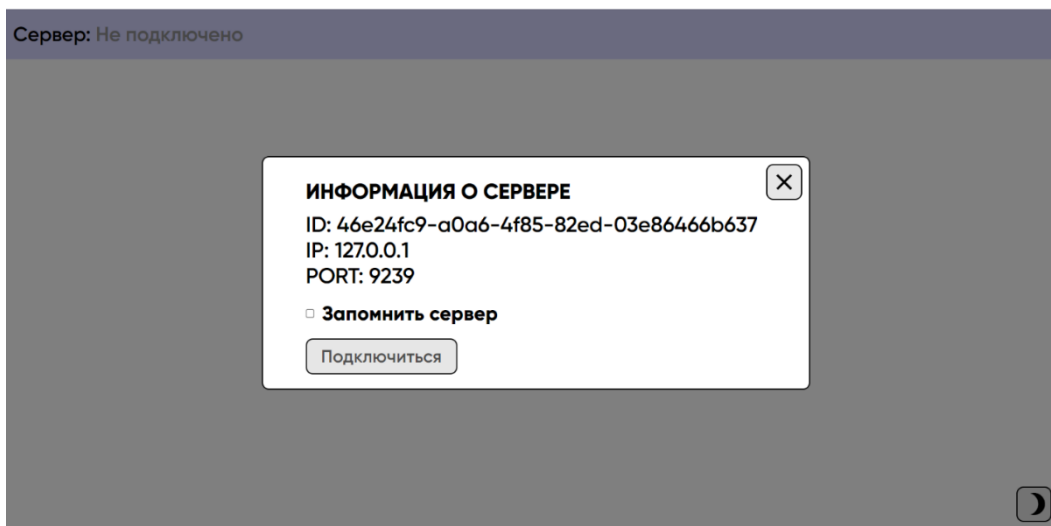 Сервер: Не подключено
ИНФОРМАЦИЯ О СЕРВЕРЕ
ID: 46e24fc9-a0a6-4f85-82ed-03e86466b637
IP: 127.0.0.1
PORT: 9239
Запомнить сервер
Подключиться